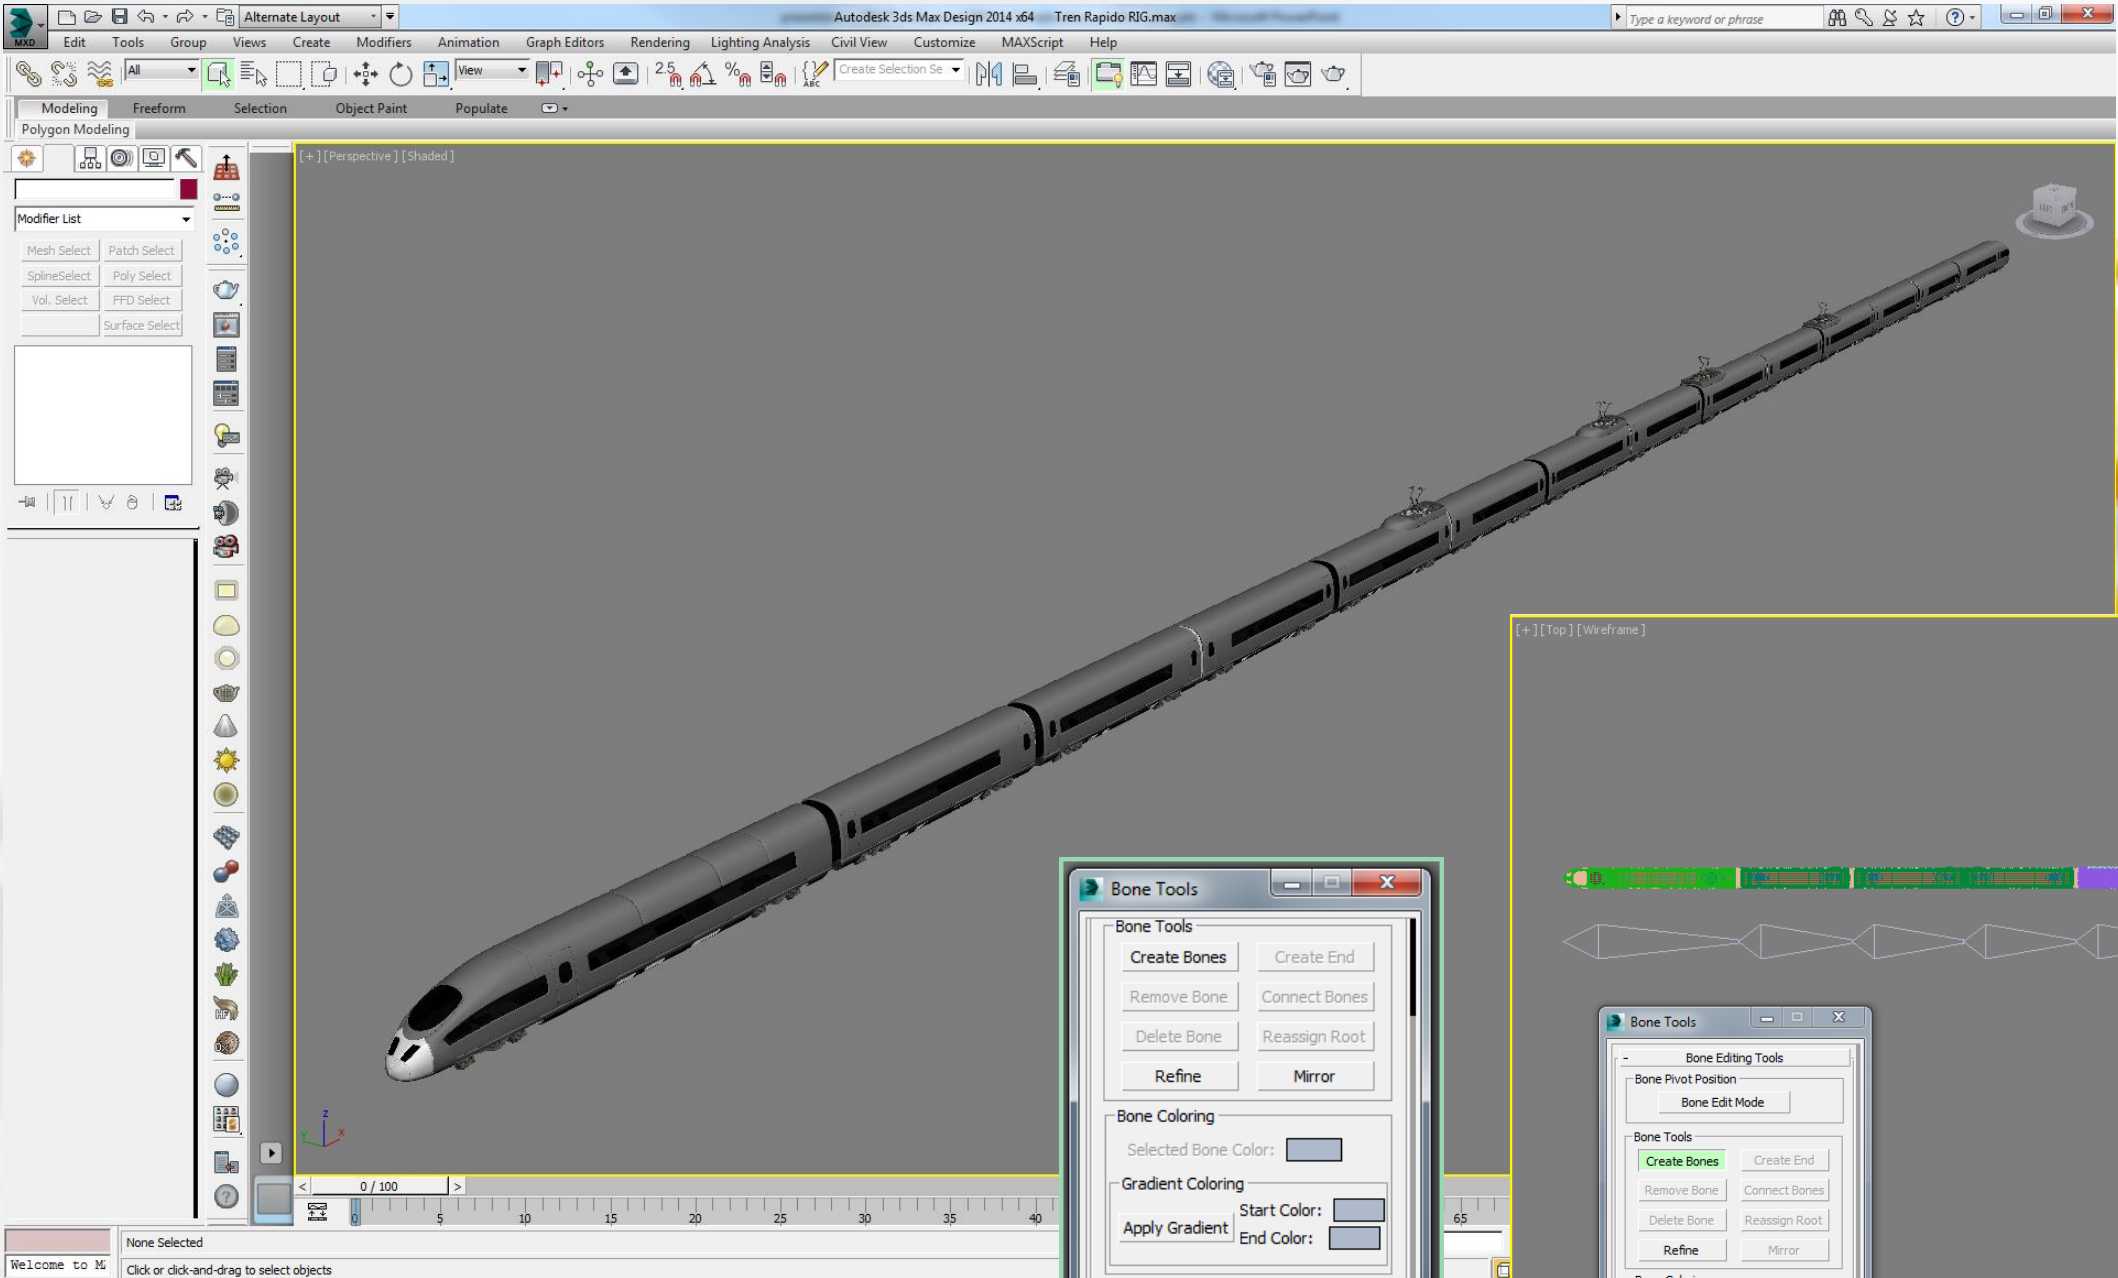 Alternate Layout
Autodesk 3ds Max Design 2014 x64 Tren Rapido RIG.max
Type a keyword or phrase
MXD
Edit Tools Group Views Create Modifiers Animation Graph Editors Rendering Lighting Analysis Civil View Customize MAXScript Help
All
View
2.5
%
ABC
Create Selection Se
Modeling Freeform Selection Object Paint Populate
Polygon Modeling
[+][Perspective][Shaded]
Modifier List
Mesh Select Patch Select
SplineSelect Poly Select
Vol. Select FFD Select
Surface Select
LEFT
[+][Top][Wireframe]
Bone Tools
Bone Tools
Create Bones Create End
Remove Bone Connect Bones
Delete Bone Reassign Root
Refine Mirror
Bone Coloring
Selected Bone Color:
Gradient Coloring
Apply Gradient
Start Color:
End Color:
Bone Tools
- Bone Editing Tools
Bone Pivot Position
Bone Edit Mode
Bone Tools
Create Bones Create End
Remove Bone Connect Bones
Delete Bone Reassign Root
Refine Mirror
z
y x
< 0 / 100 >
0 5 10 15 20 25 30 35 40 65
None Selected
Welcome to M
Click or click-and-drag to select objects